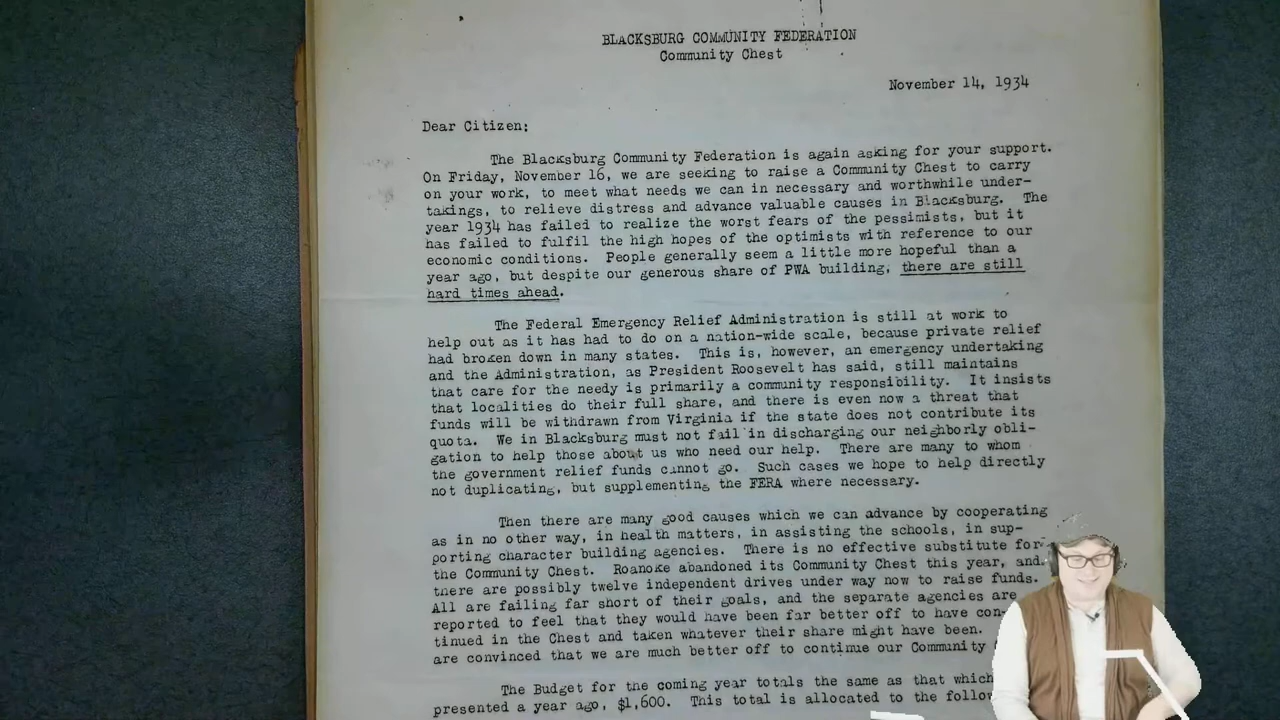 BLACKSBURG COMMUNITY FEDERATION
Community Chest
November 14, 1934
Dear Citizen:
The Blacksburg Community Federation is again asking for your support.
On Friday, November 16, we are seeking to raise a Community Chest to carry
on your work, to meet what needs we can in necessary and worthwhile under-
takings, to relieve distress and advance valuable causes in Blacksburg. The
year 1934 has failed to realize the worst fears of the pessimists, but it
has failed to fulfil the high hopes of the optimists with reference to our
economic conditions. People generally seem a little more hopeful than a
year ago, but despite our generous share of PWA building, there are still
hard times ahead.
The Federal Emergency Relief Administration is still at work to
help out as it has had to do on a nation-wide scale, because private relief
had broken down in many states. This is, however, an emergency undertaking
and the Administration, as President Roosevelt has said, still maintains
that care for the needy is primarily a community responsibility. It insists
that localities do their full share, and there is even now a threat that
funds will be withdrawn from Virginia if the state does not contribute its
quota. We in Blacksburg must not fail in discharging our neighborly obli-
gation to help those about us who need our help. There are many to whom
the government relief funds cannot go. Such cases we hope to help directly
not duplicating, but supplementing the FERA where necessary.
Then there are many good causes which we can advance by cooperating
as in no other way, in health matters, in assisting the schools, in sup-
porting character building agencies. There is no effective substitute for
the Community Chest. Roanoke abandoned its Community Chest this year, and
there are possibly twelve independent drives under way now to raise funds.
All are failing far short of their goals, and the separate agencies are
reported to feel that they would have been far better off to have con-
tinued in the Chest and taken whatever their share might have been.
are convinced that we are much better off to continue our Community
The Budget for the coming year totals the same as that which
presented a year ago, $1,600. This total is allocated to the